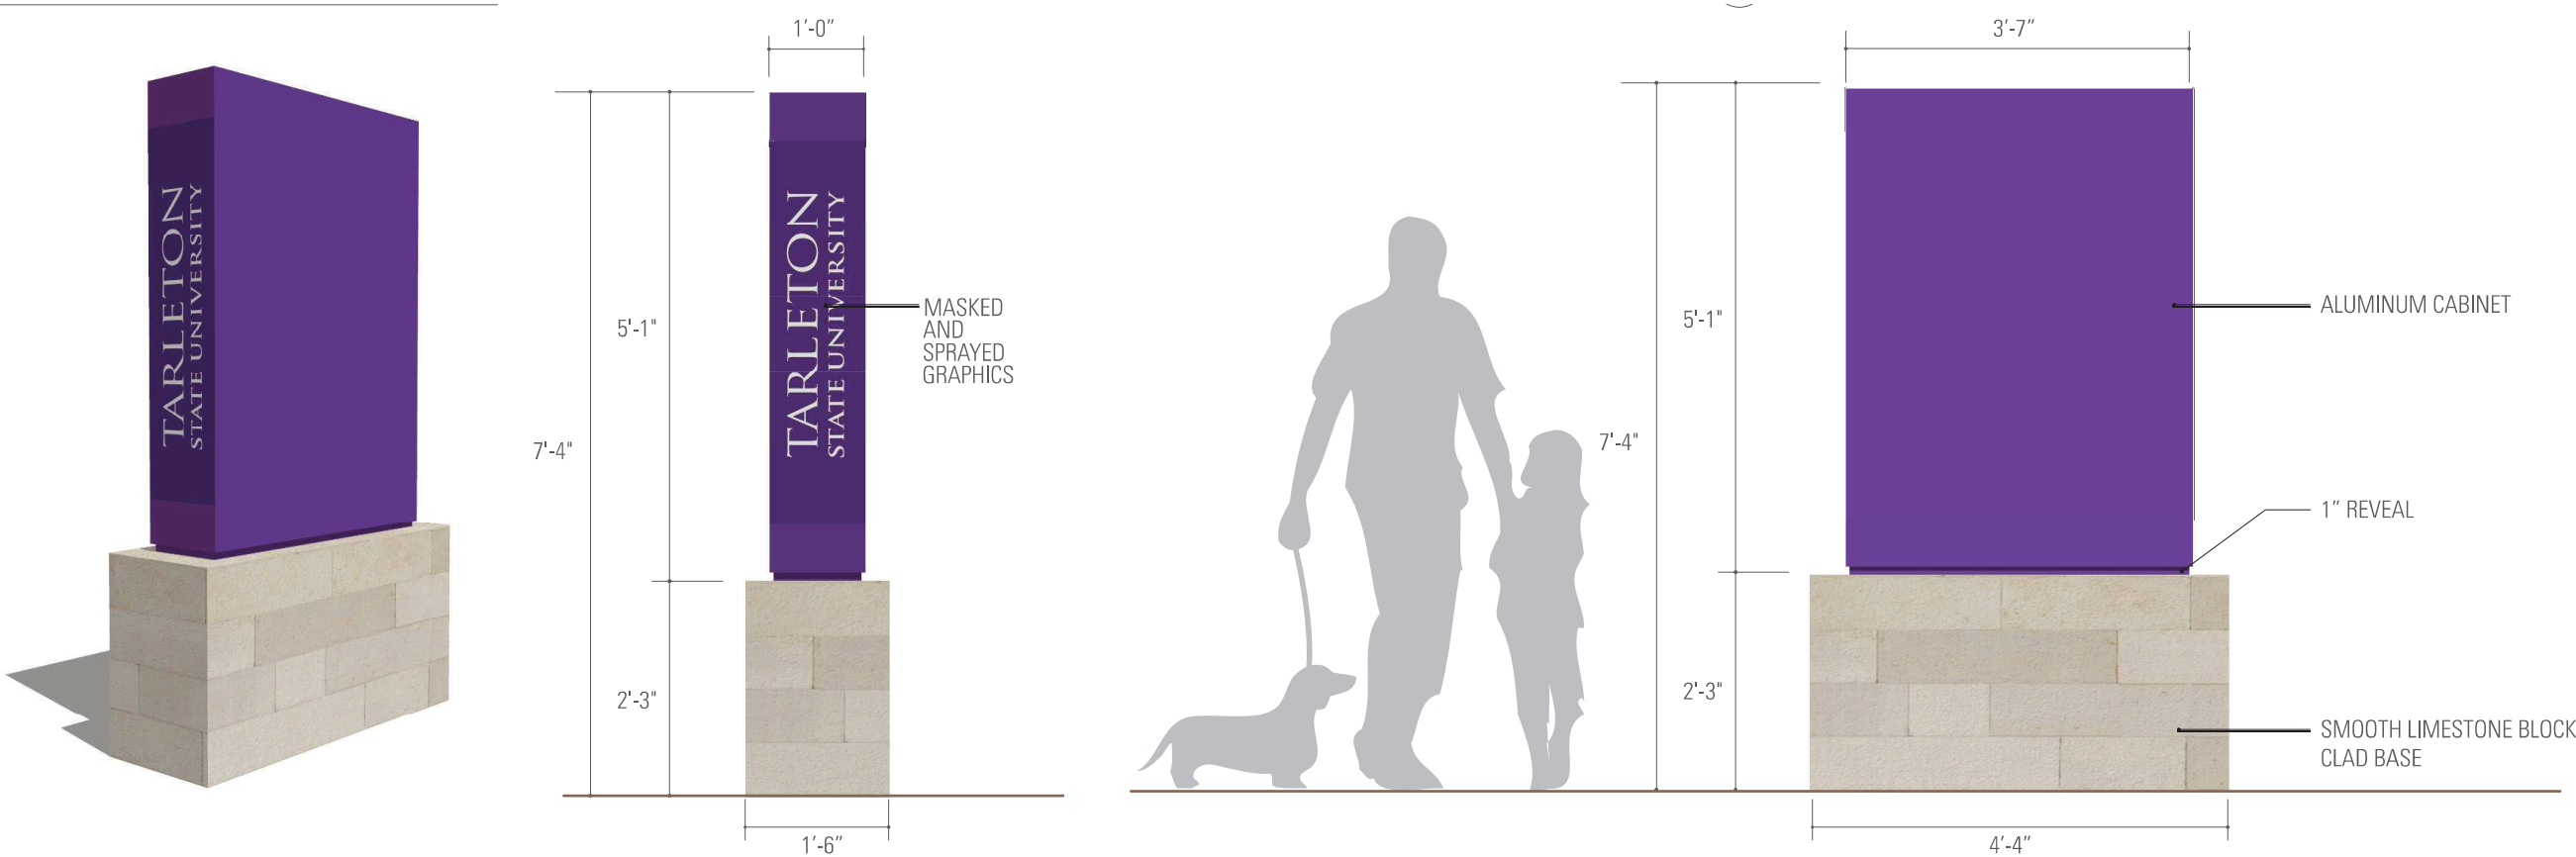 TARLETON
STATE UNIVERSITY
1'-0”
5'-1"
7'-4"
2'-3"
1'-6”
TARLETON
STATE UNIVERSITY
MASKED
AND
SPRAYED
GRAPHICS
3'-7”
5'-1"
7'-4"
2'-3"
4'-4”
ALUMINUM CABINET
1” REVEAL
SMOOTH LIMESTONE BLOCK
CLAD BASE